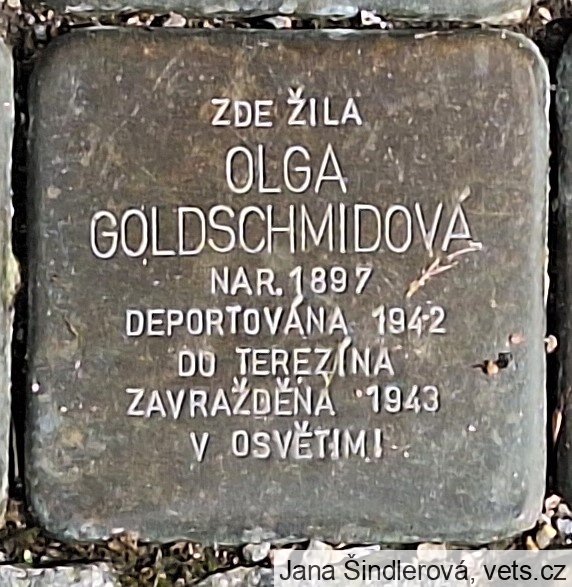 ZDE ŽILA
OLGA
GOLDSCHMIDOVÁ
NAR. 1897
DEPORTOVÁNA 1942
DO TEREZÍNA
ZAVRAŽDĚNA 1943
V OSVĚTIMI
Jana Šindlerová, vets.cz